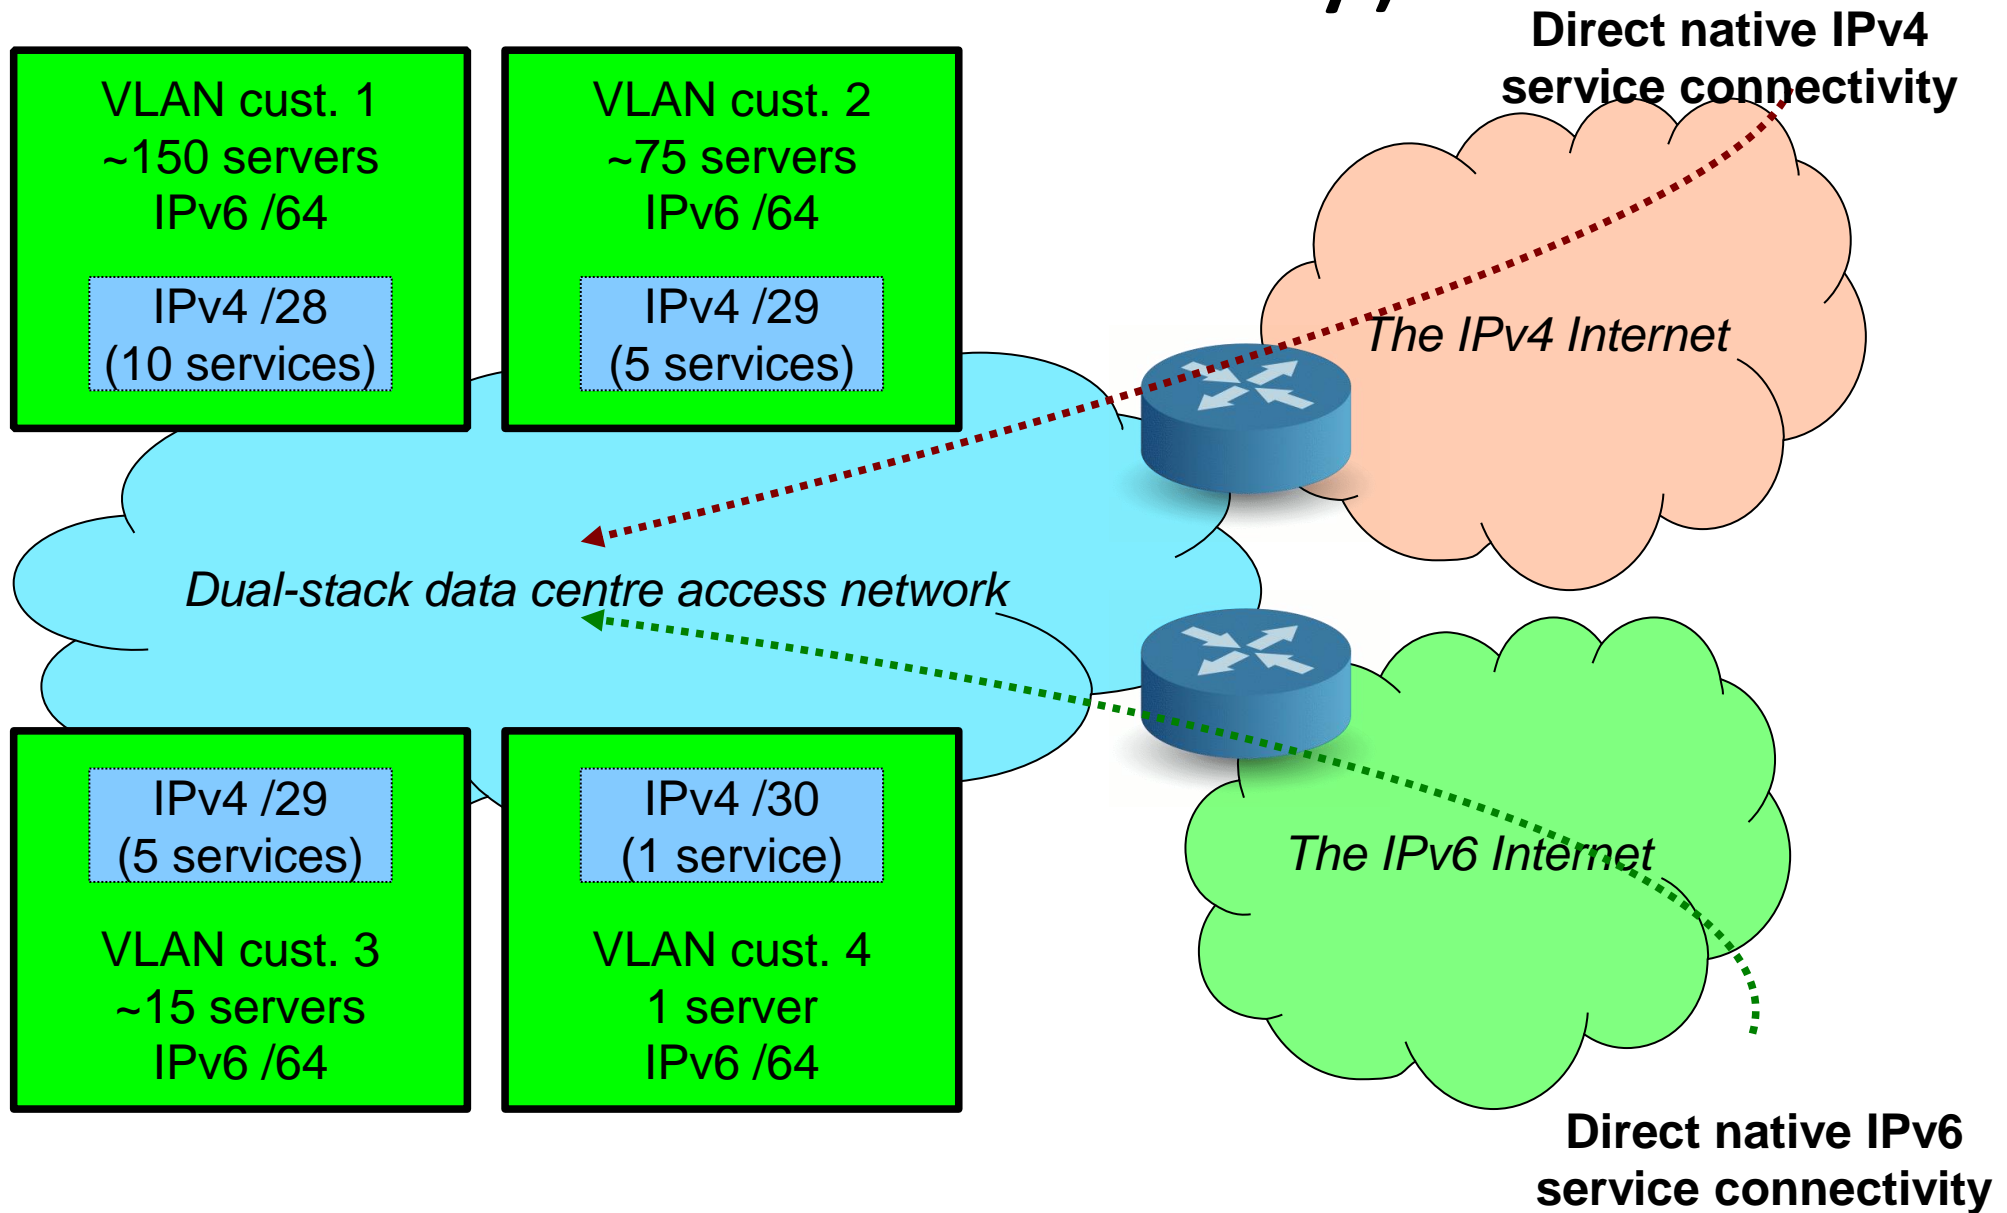 Direct native IPv4
service connectivity
VLAN cust. 1
~150 servers
IPv6 /64
IPv4 /28
(10 services)
VLAN cust. 2
~75 servers
IPv6 /64
IPv4 /29
(5 services)
The IPv4 Internet
Dual-stack data centre access network
IPv4 /29
(5 services)
VLAN cust. 3
~15 servers
IPv6 /64
IPv4 /30
(1 service)
VLAN cust. 4
1 server
IPv6 /64
The IPv6 Internet
Direct native IPv6
service connectivity